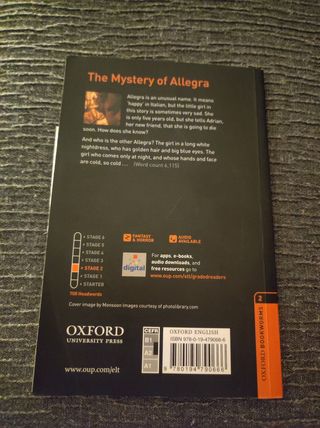 The Mystery of Allegra
Allegra is an unusual name. It means
'happy' in Italian, but the little girl in
this story is sometimes very sad. She
is only five years old, but she tells Adrian,
her new friend, that she is going to die
soon. How does she know?
And who is the other Allegra? The girl in a long white
nightdress, who has golden hair and big blue eyes. The
girl who comes only at night, and whose hands and face
are cold, so cold . . . (Word count 6,115)
STAGE 6
STAGE 5
STAGE 4
STAGE 3
STAGE 2
STAGE 1
STARTER
700 Headwords
FANTASY
& HORROR
AUDIO
AVAILABLE
digital
For apps, e-books,
audio downloads, and
free resources go to
www.oup.com/elt/gradedreaders
Cover image by Monsoon Images courtesy of photolibrary.com
OXFORD
UNIVERSITY PRESS
www.oup.com/elt
CEFR
B1
A2
A1
OXFORD ENGLISH
ISBN 978-0-19-479066-6
9 780194 790666
2
OXFORD BOOKWORMS